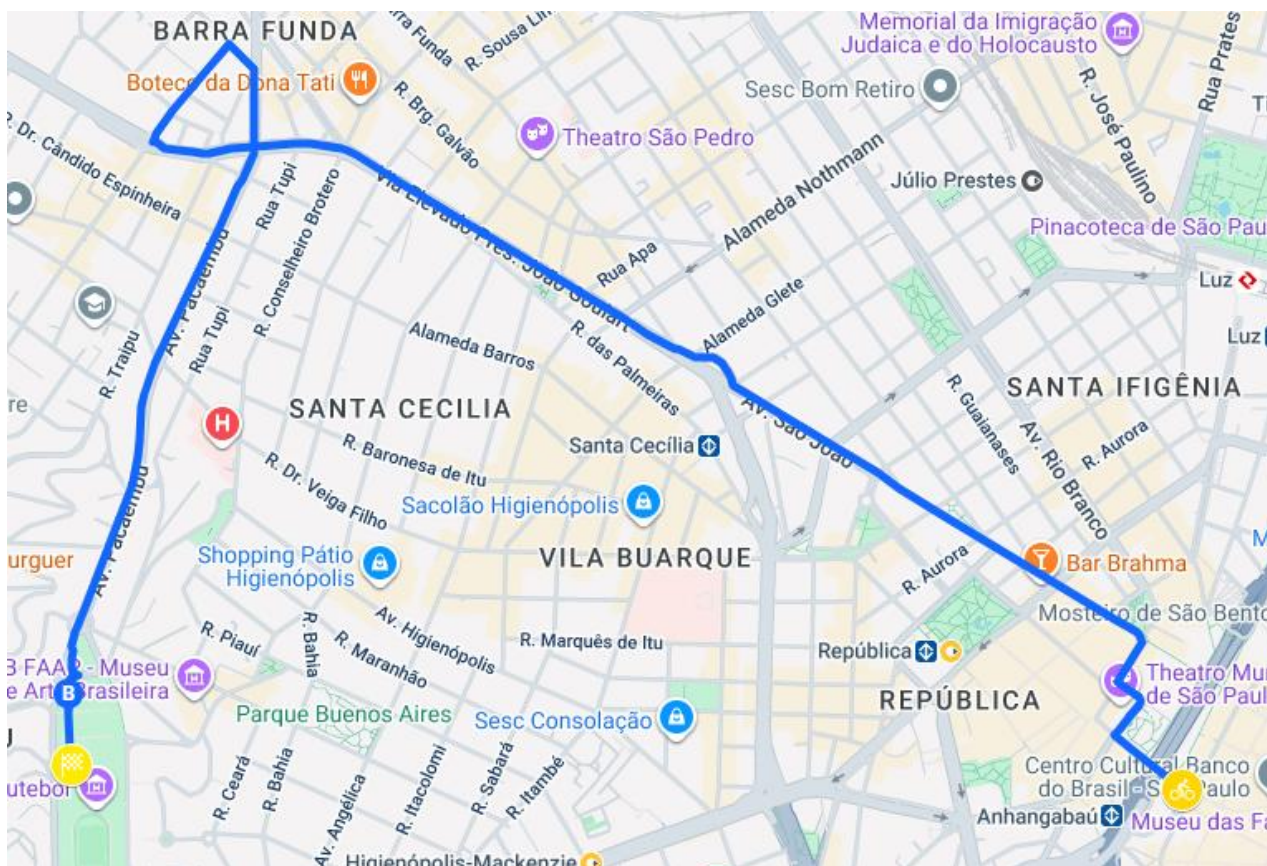 BARRA FUNDA
Boteco da Dona Tati
R. Sousa Lim
R. Brg. Galvão
Memorial da Imigração
Judaica e do Holocausto
Sesc Bom Retiro
R. José Paulino
Rua Prates
Theatro São Pedro
R. Dr. Cândido Espinheira
Rua Tupi
R. Conselheiro Brotero
Via Elevado Pres. João Goulart
Alameda Nothmann
Júlio Prestes
Pinacoteca de São Pau
Rua Apa
Luz
Av. Pacaembu
Rua Tupi
R. Traipu
Alameda Barros
R. das Palmeiras
Alameda Glete
Luz
SANTA IFIGÊNIA
R. Guaianases
Av. Rio Branco
R. Aurora
SANTA CECILIA
Santa Cecília
Av. São João
H
R. Baronesa de Itu
R. Dr. Veiga Filho
Sacolão Higienópolis
Av. Pacaembu
urguer
Shopping Pátio
Higienópolis
VILA BUARQUE
R. Aurora
Bar Brahma
Mosteiro de São Bento
R. Piauí
R. Bahia
R. Maranhão
Av. Higienópolis
R. Marquês de Itu
República
B FAAP - Museu
e Arte Brasileira
B
Theatro Mun
de São Paul
REPÚBLICA
Parque Buenos Aires
Sesc Consolação
utebol
R. Ceará
R. Bahia
Av. Angélica
R. Itacolomi
R. Sabará
R. Itambé
Centro Cultural Banco
do Brasil - São Paulo
Anhangabaú
Museu das Fa
Higienópolis-Mackenzie